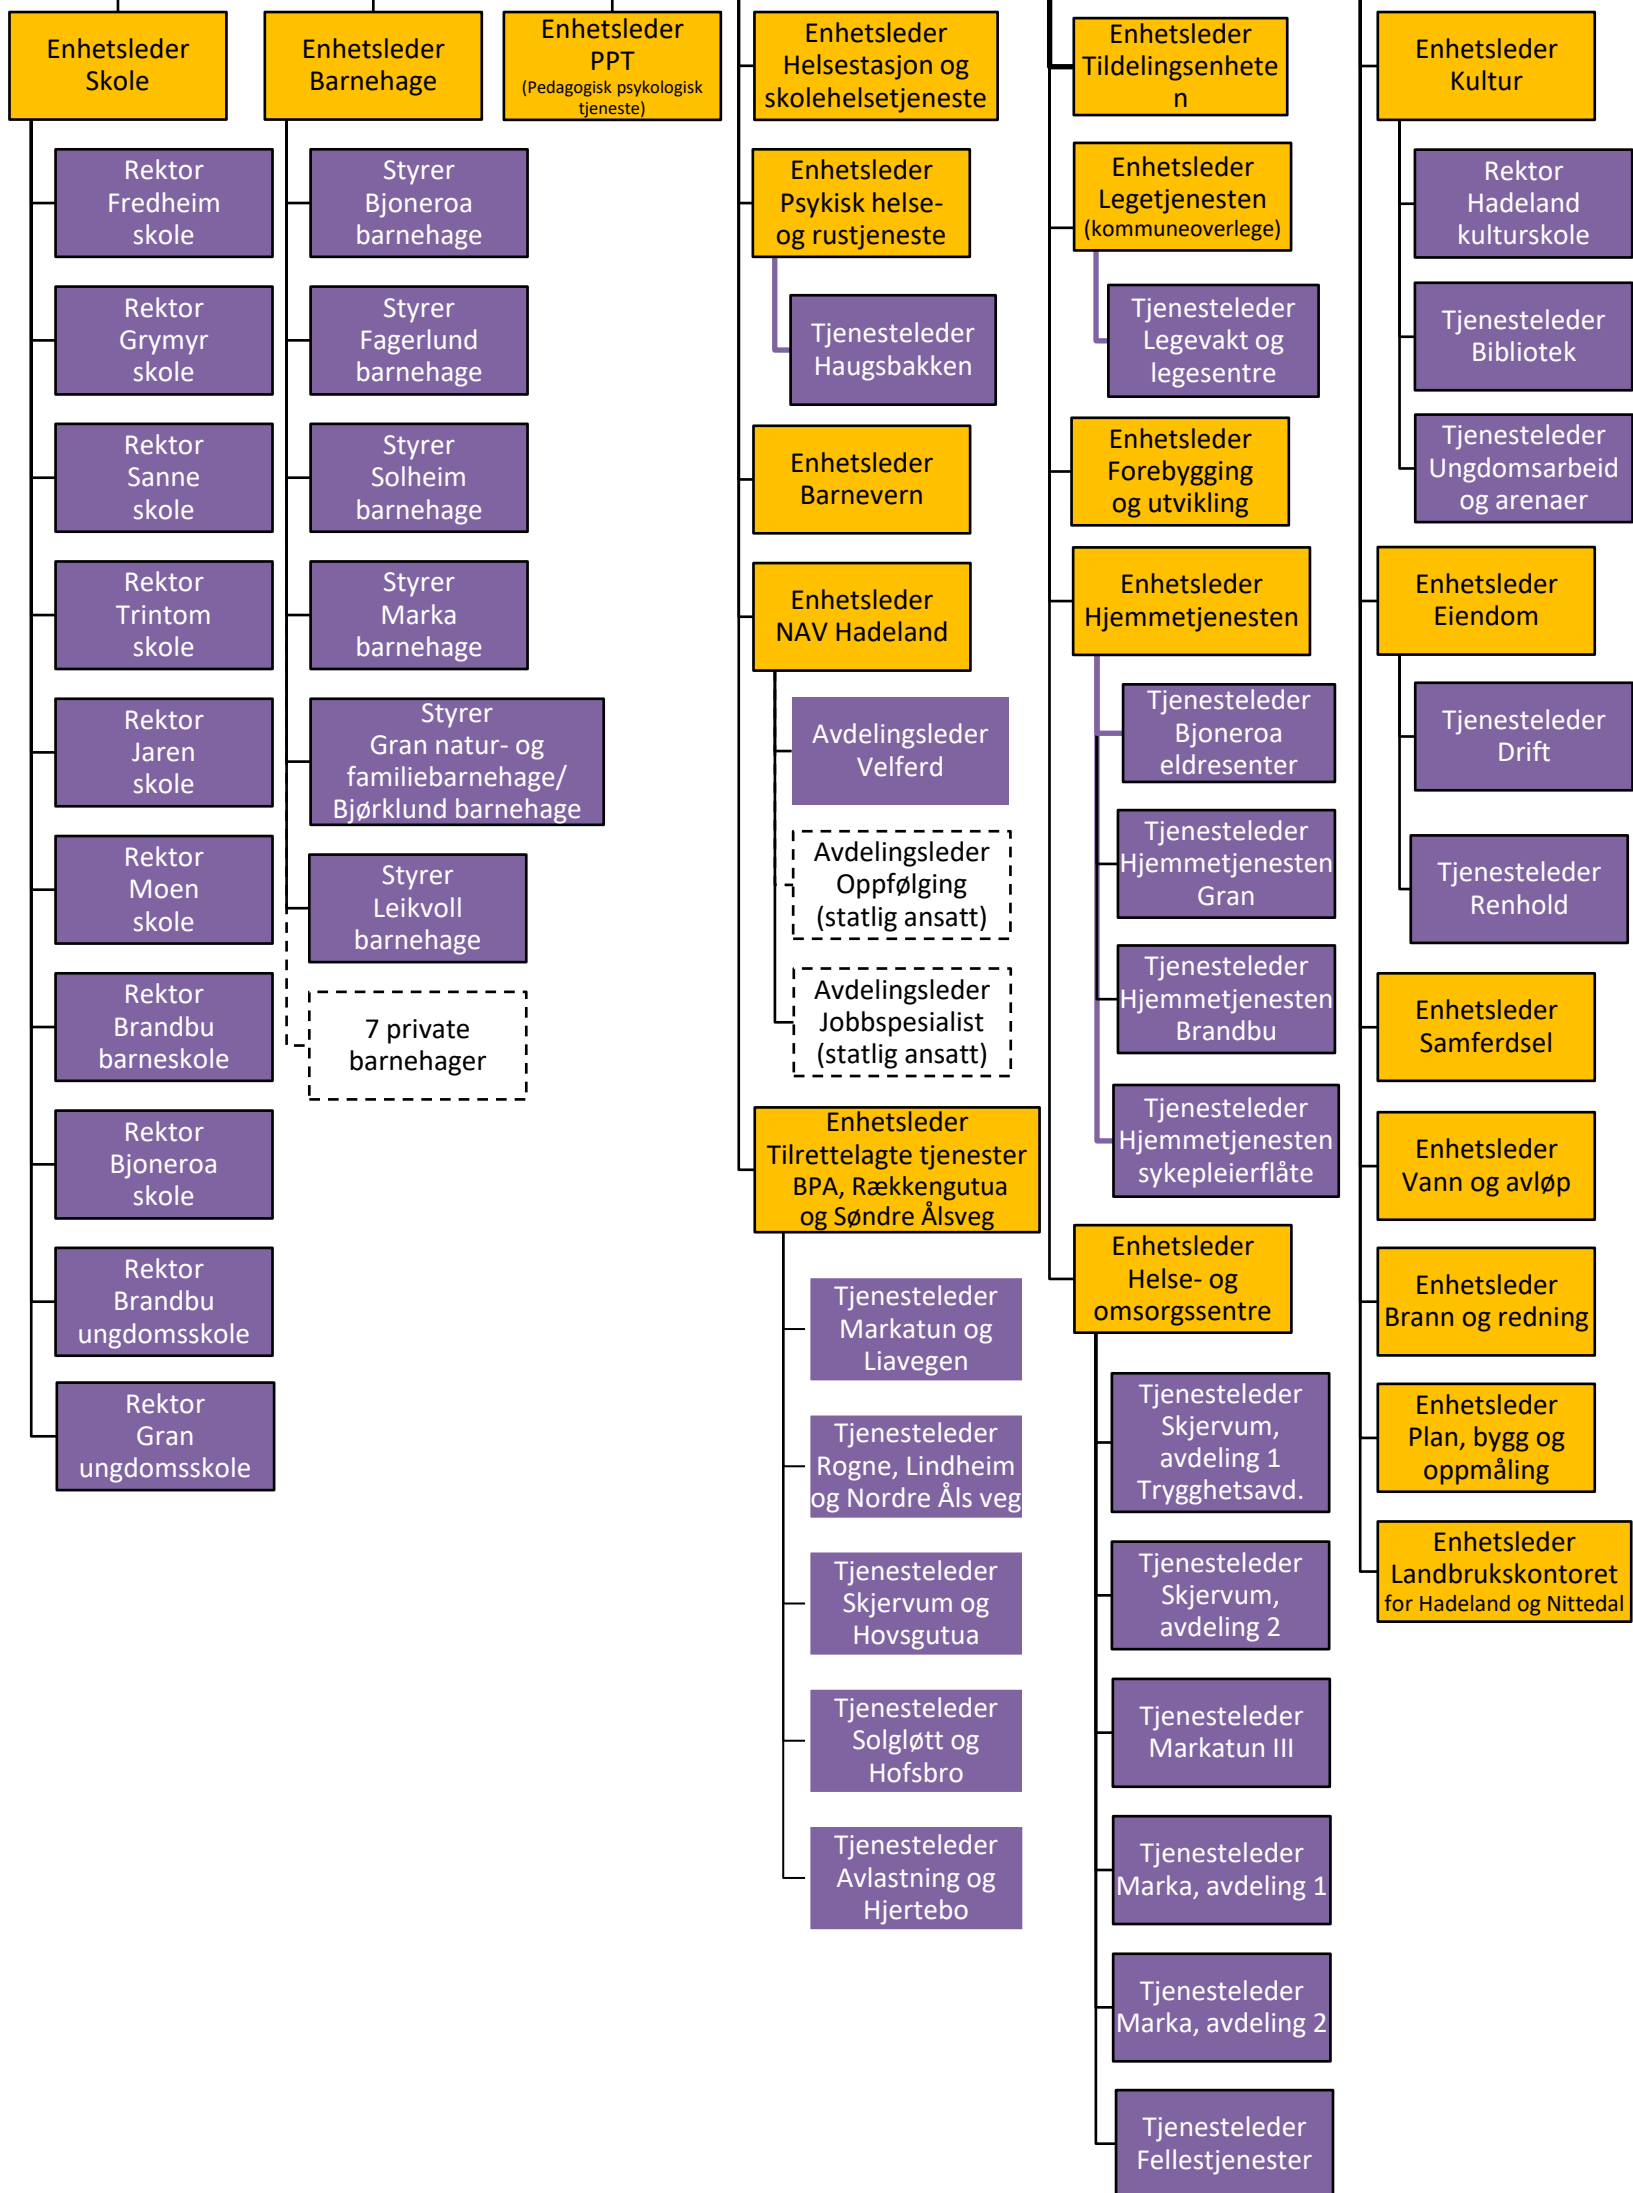 Enhetsleder
Skole
Rektor
Fredheim
skole
Rektor
Grymyr
skole
Rektor
Sanne
skole
Rektor
Trintom
skole
Rektor
Jaren
skole
Rektor
Moen
skole
Rektor
Brandbu
barneskole
Rektor
Bjoneroa
skole
Rektor
Brandbu
ungdomsskole
Rektor
Gran
ungdomsskole
Enhetsleder
Barnehage
Styrer
Bjoneroa
barnehage
Styrer
Fagerlund
barnehage
Styrer
Solheim
barnehage
Styrer
Marka
barnehage
Styrer
Gran natur- og
familiebarnehage/
Bjørklund barnehage
Styrer
Leikvoll
barnehage
7 private
barnehager
Enhetsleder
PPT
(Pedagogisk psykologisk
tjeneste)
Enhetsleder
Helsestasjon og
skolehelsetjeneste
Enhetsleder
Psykisk helse-
og rustjeneste
Tjenesteleder
Haugsbakken
Enhetsleder
Barnevern
Enhetsleder
NAV Hadeland
Avdelingsleder
Velferd
Avdelingsleder
Oppfølging
(statlig ansatt)
Avdelingsleder
Jobbspesialist
(statlig ansatt)
Enhetsleder
Tilrettelagte tjenester
BPA, Rækkengutua
og Søndre Ålsveg
Tjenesteleder
Markatun og
Liavegen
Tjenesteleder
Rogne, Lindheim
og Nordre Åls veg
Tjenesteleder
Skjervum og
Hovsgutua
Tjenesteleder
Solgløtt og
Hofsbro
Tjenesteleder
Avlastning og
Hjertebo
Enhetsleder
Tildelingsenhete
n
Enhetsleder
Legetjenesten
(kommuneoverlege)
Tjenesteleder
Legevakt og
legesentre
Enhetsleder
Forebygging
og utvikling
Enhetsleder
Hjemmetjenesten
Tjenesteleder
Bjoneroa
eldresenter
Tjenesteleder
Hjemmetjenesten
Gran
Tjenesteleder
Hjemmetjenesten
Brandbu
Tjenesteleder
Hjemmetjenesten
sykepleierflåte
Enhetsleder
Helse- og
omsorgssentre
Tjenesteleder
Skjervum,
avdeling 1
Trygghetsavd.
Tjenesteleder
Skjervum,
avdeling 2
Tjenesteleder
Markatun III
Tjenesteleder
Marka, avdeling 1
Tjenesteleder
Marka, avdeling 2
Tjenesteleder
Fellestjenester
Enhetsleder
Kultur
Rektor
Hadeland
kulturskole
Tjenesteleder
Bibliotek
Tjenesteleder
Ungdomsarbeid
og arenaer
Enhetsleder
Eiendom
Tjenesteleder
Drift
Tjenesteleder
Renhold
Enhetsleder
Samferdsel
Enhetsleder
Vann og avløp
Enhetsleder
Brann og redning
Enhetsleder
Plan, bygg og
oppmåling
Enhetsleder
Landbrukskontoret
for Hadeland og Nittedal